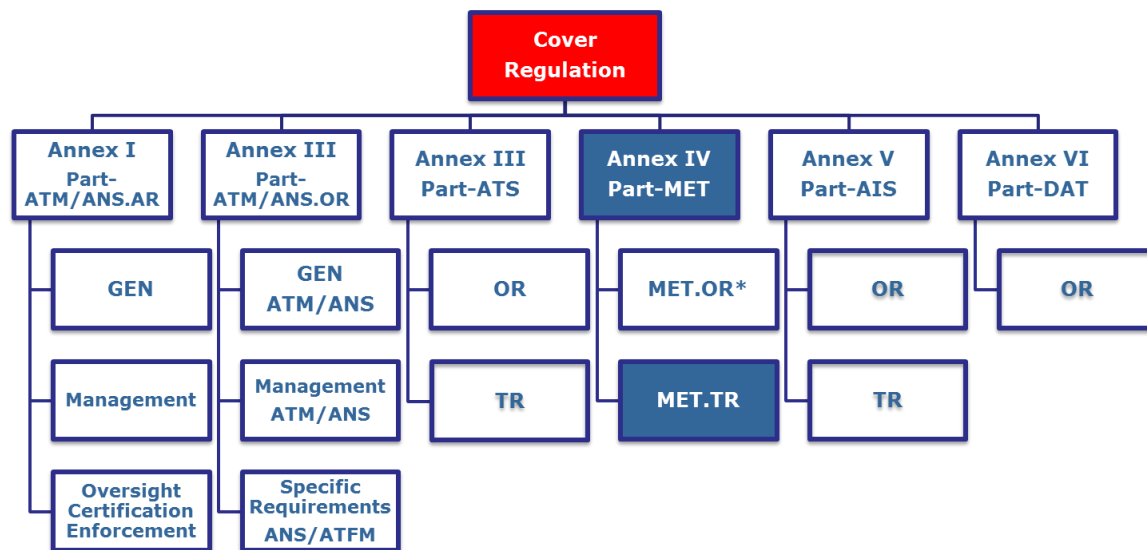 Cover
Regulation
Annex I
Part-
ATM/ANS.AR
Annex III
Part-
ATM/ANS.OR
Annex III
Part-ATS
Annex IV
Part-MET
Annex V
Part-AIS
Annex VI
Part-DAT
GEN
GEN
ATM/ANS
OR
MET.OR*
OR
OR
Management
Management
ATM/ANS
TR
MET.TR
TR
Oversight
Certification
Enforcement
Specific
Requirements
ANS/ATFM